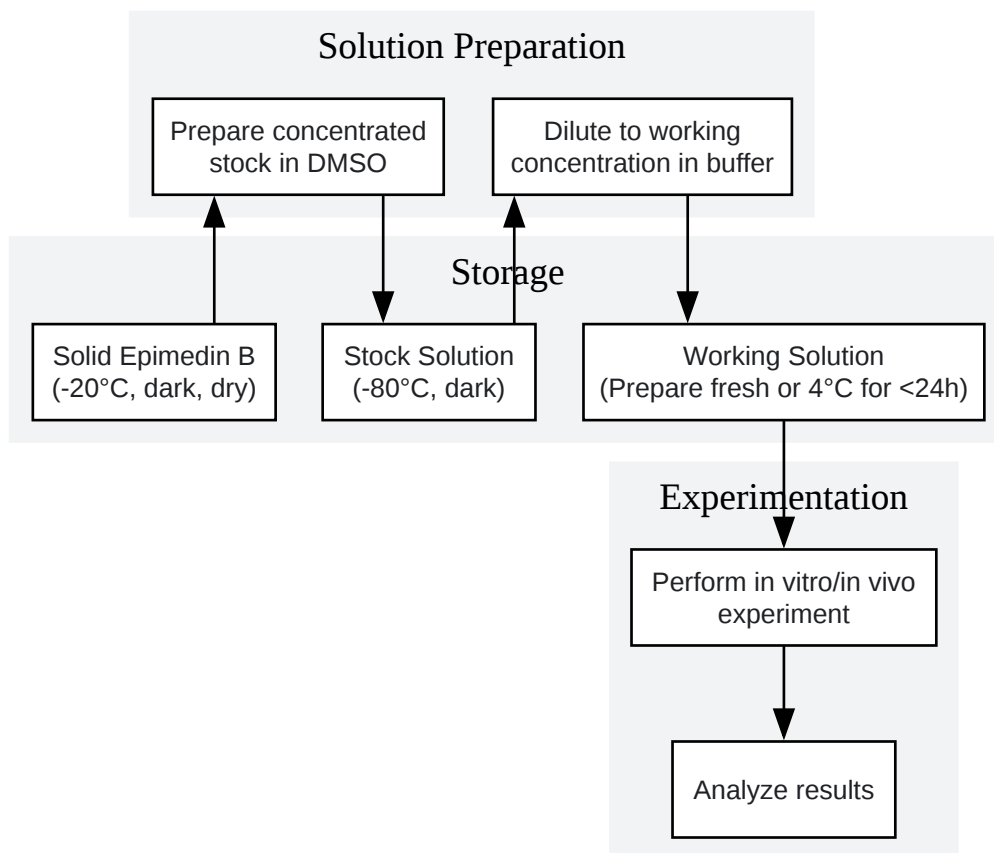 Solution Preparation
Prepare concentrated
stock in DMSO
Dilute to working
concentration in buffer
Storage
Solid Epimedin B
(-20°C, dark, dry)
Stock Solution
(-80°C, dark)
Working Solution
(Prepare fresh or 4°C for <24h)
Experimentation
Perform in vitro/in vivo
experiment
Analyze results